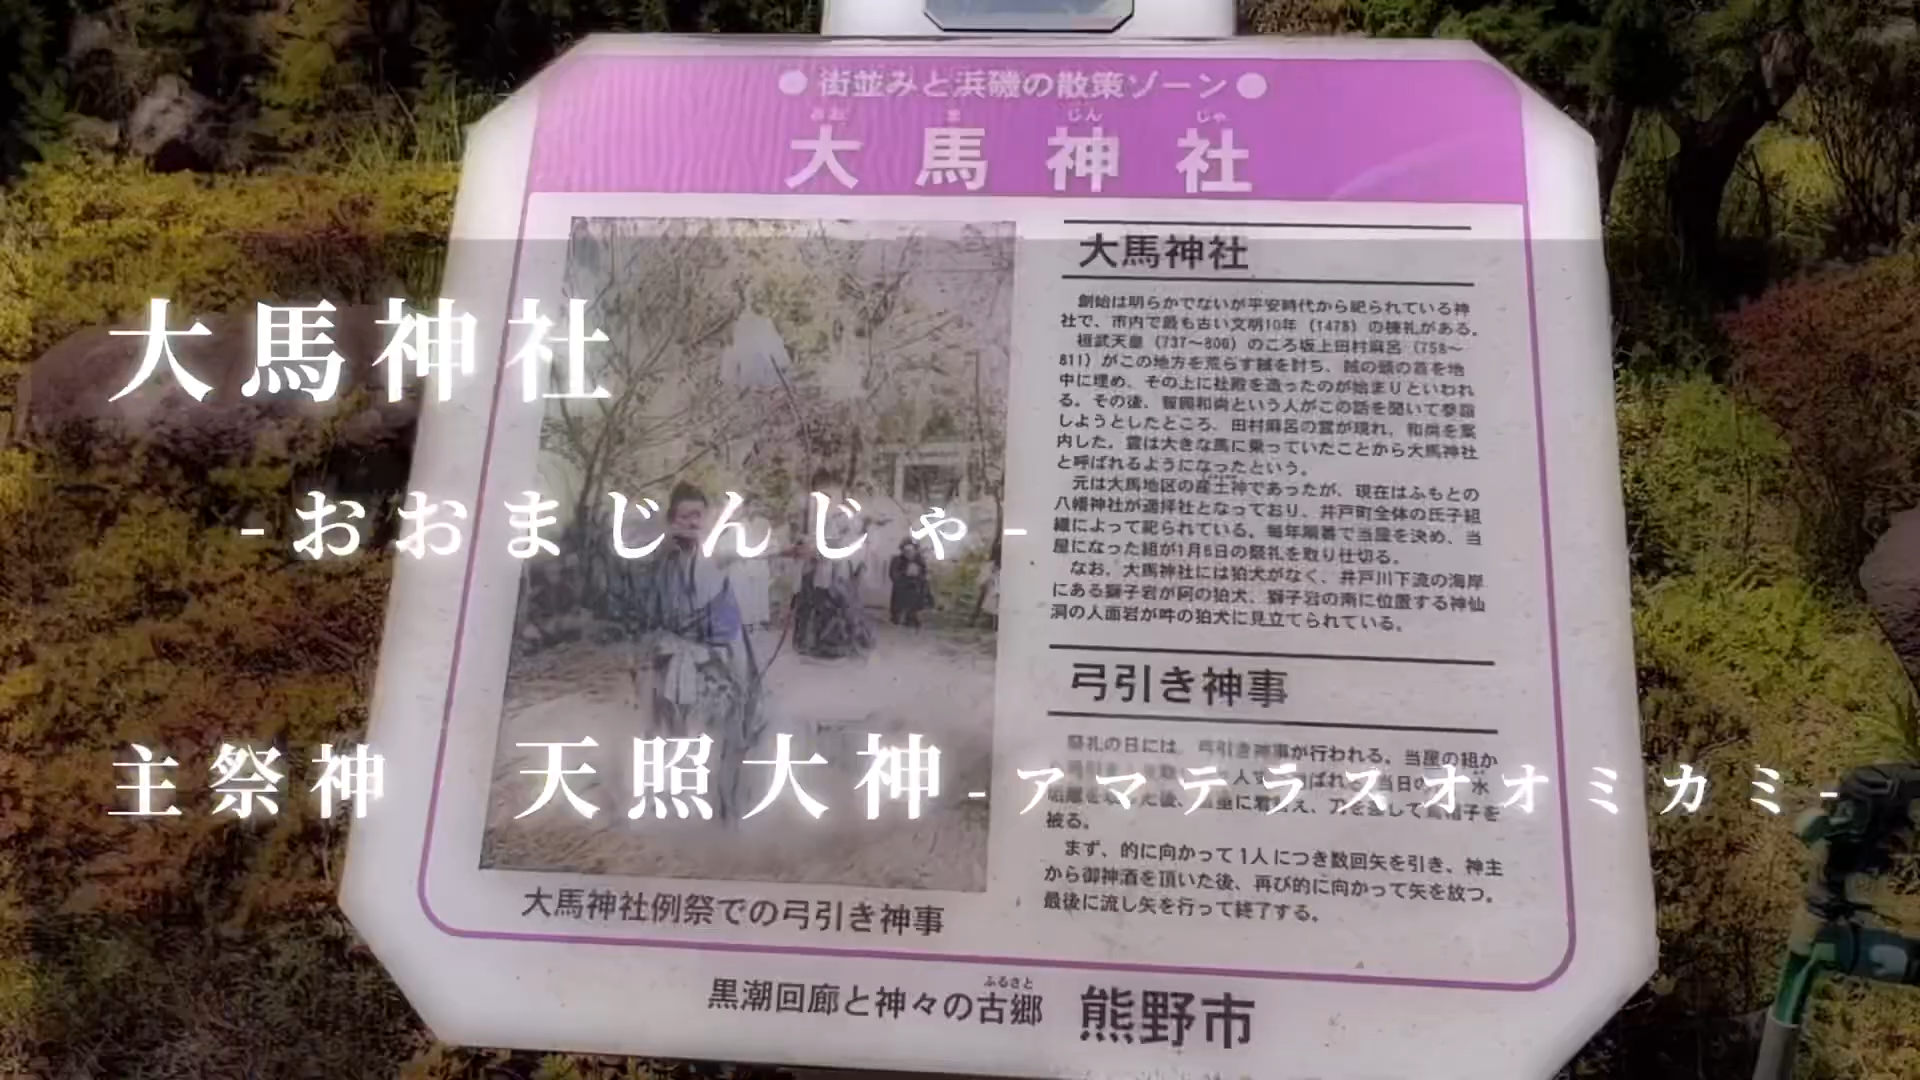 ●街並みと浜磯の散策ゾーン●
おお ま じん じゃ
大馬神社
大馬神社
創始は明らかでないが平安時代から祀られている神
社で、市内で最も古い文明10年（1478）の棟札がある。
桓武天皇（737～806）のころ坂上田村麻呂（758～
811）がこの地方を荒らす賊を討ち、賊の頭の首を地
中に埋め、その上に社殿を造ったのが始まりといわれ
る。その後、智興和尚という人がこの話を聞いて参詣
しようとしたところ、田村麻呂の霊が現れ、和尚を案
内した。霊は大きな馬に乗っていたことから大馬神社
と呼ばれるようになったという。
元は大馬地区の産土神であったが、現在はふもとの
八幡神社が遥拝社となっており、井戸町全体の氏子組
織によって祀られている。毎年順番で当屋を決め、当
屋になった組が1月6日の祭礼を取り仕切る。
なお、大馬神社には狛犬がなく、井戸川下流の海岸
にある獅子岩が阿の狛犬、獅子岩の南に位置する神仙
洞の人面岩が吽の狛犬に見立てられている。
弓引き神事
祭礼の日には、弓引き神事が行われる。当屋の組か
被る。
まず、的に向かって1人につき数回矢を引き、神主
から御神酒を頂いた後、再び的に向かって矢を放つ。
最後に流し矢を行って終了する。
大馬神社例祭での弓引き神事
ふるさと
黒潮回廊と神々の古郷 熊野市
大馬神社
-おおまじんじゃ-
主祭神 天照大神-アマテラスオオミカミ-